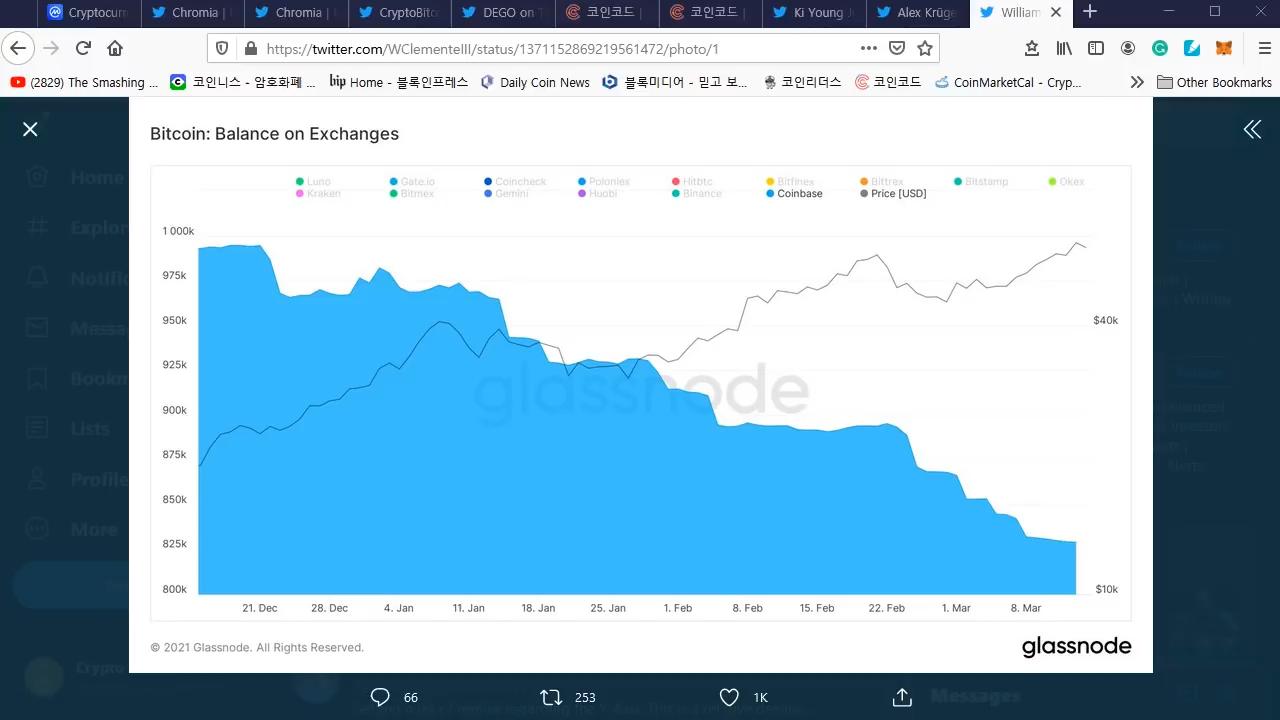 Cryptocurr Chromia | Chromia | CryptoBitc DEGO on T 코인코드 | 코인코드 | Ki Young J Alex Krüge William
https://twitter.com/WClementeIII/status/1371152869219561472/photo/1
(2829) The Smashing ... 코인니스 - 암호화폐 ... bip Home - 블록인프레스 Daily Coin News 블록미디어 - 믿고 보... 코인리더스 코인코드 CoinMarketCal - Cryp... Other Bookmarks
Home
Explor
Notific
Messa
Bookm
Lists
Profile
More
Bitcoin: Balance on Exchanges
Luno Gate.io Coincheck Poloniex Hitbtc Bitfinex Bittrex Bitstamp Okex
Kraken Bitmex Gemini Huobi Binance Coinbase Price [USD]
1 000k
975k
950k
925k
900k
875k
850k
825k
800k
$40k
$10k
glassnode
21. Dec 28. Dec 4. Jan 11. Jan 18. Jan 25. Jan 1. Feb 8. Feb 15. Feb 22. Feb 1. Mar 8. Mar
© 2021 Glassnode. All Rights Reserved.
glassnode
66 253 1K
Crypto
Messages